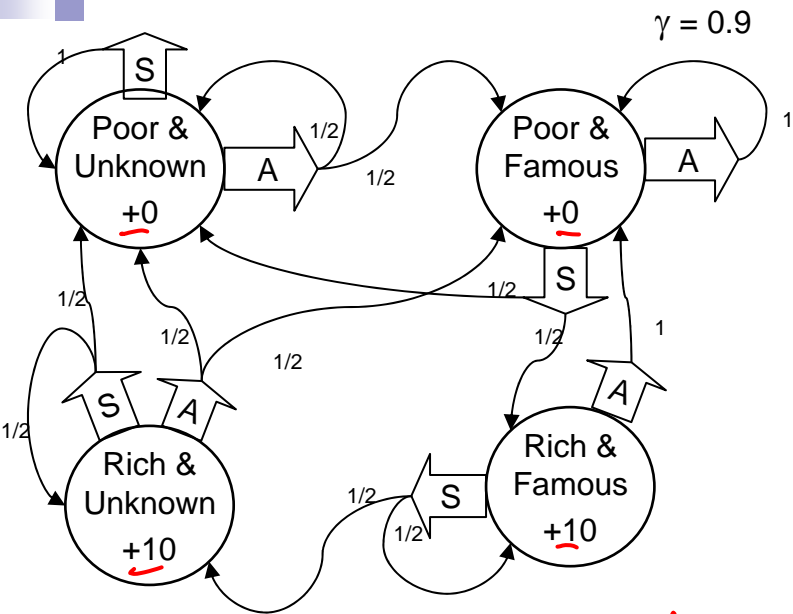 γ = 0.9
1
S
Poor &
Unknown
+0
A
1/2
1/2
Poor &
Famous
+0
A
1
S
1/2
1/2
1/2
1/2
1/2
1
S
A
1/2
Rich &
Unknown
+10
A
Rich &
Famous
+10
S
1/2
1/2